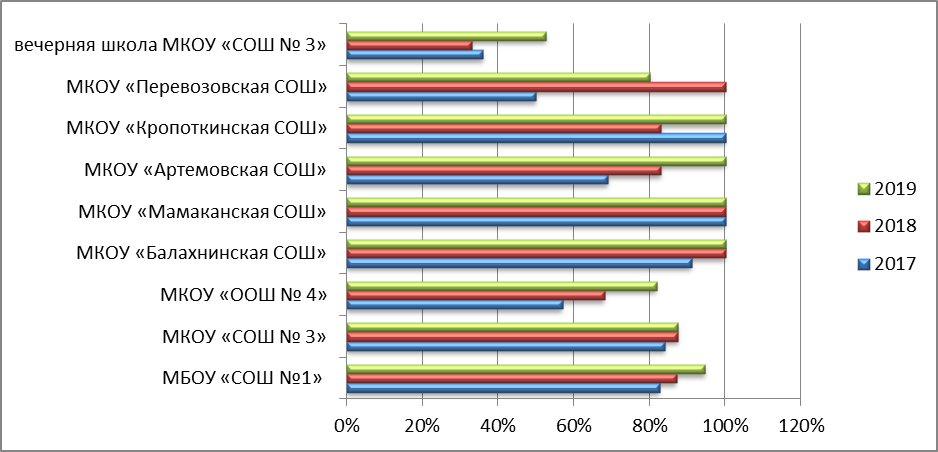 вечерняя школа МКОУ «СОШ № 3»
МКОУ «Перевозовская СОШ»
МКОУ «Кропоткинская СОШ»
МКОУ «Артемовская СОШ»
МКОУ «Мамаканская СОШ»
МКОУ «Балахнинская СОШ»
МКОУ «ООШ № 4»
МКОУ «СОШ № 3»
МБОУ «СОШ №1»
0% 20% 40% 60% 80% 100% 120%
2019
2018
2017